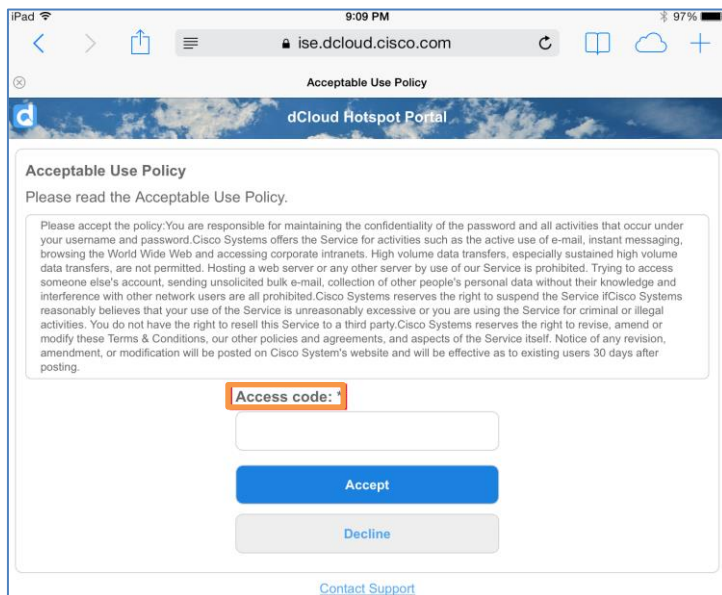 iPad 9:09 PM 97%
ise.dcloud.cisco.com
Acceptable Use Policy
d dCloud Hotspot Portal
Acceptable Use Policy
Please read the Acceptable Use Policy.
Please accept the policy:You are responsible for maintaining the confidentiality of the password and all activities that occur under
your username and password.Cisco Systems offers the Service for activities such as the active use of e-mail, instant messaging,
browsing the World Wide Web and accessing corporate intranets. High volume data transfers, especially sustained high volume
data transfers, are not permitted. Hosting a web server or any other server by use of our Service is prohibited. Trying to access
someone else's account, sending unsolicited bulk e-mail, collection of other people's personal data without their knowledge and
interference with other network users are all prohibited.Cisco Systems reserves the right to suspend the Service ifCisco Systems
reasonably believes that your use of the Service is unreasonably excessive or you are using the Service for criminal or illegal
activities. You do not have the right to resell this Service to a third party.Cisco Systems reserves the right to revise, amend or
modify these Terms & Conditions, our other policies and agreements, and aspects of the Service itself. Notice of any revision,
amendment, or modification will be posted on Cisco System's website and will be effective as to existing users 30 days after
posting.
Access code: *
Accept
Decline
Contact Support